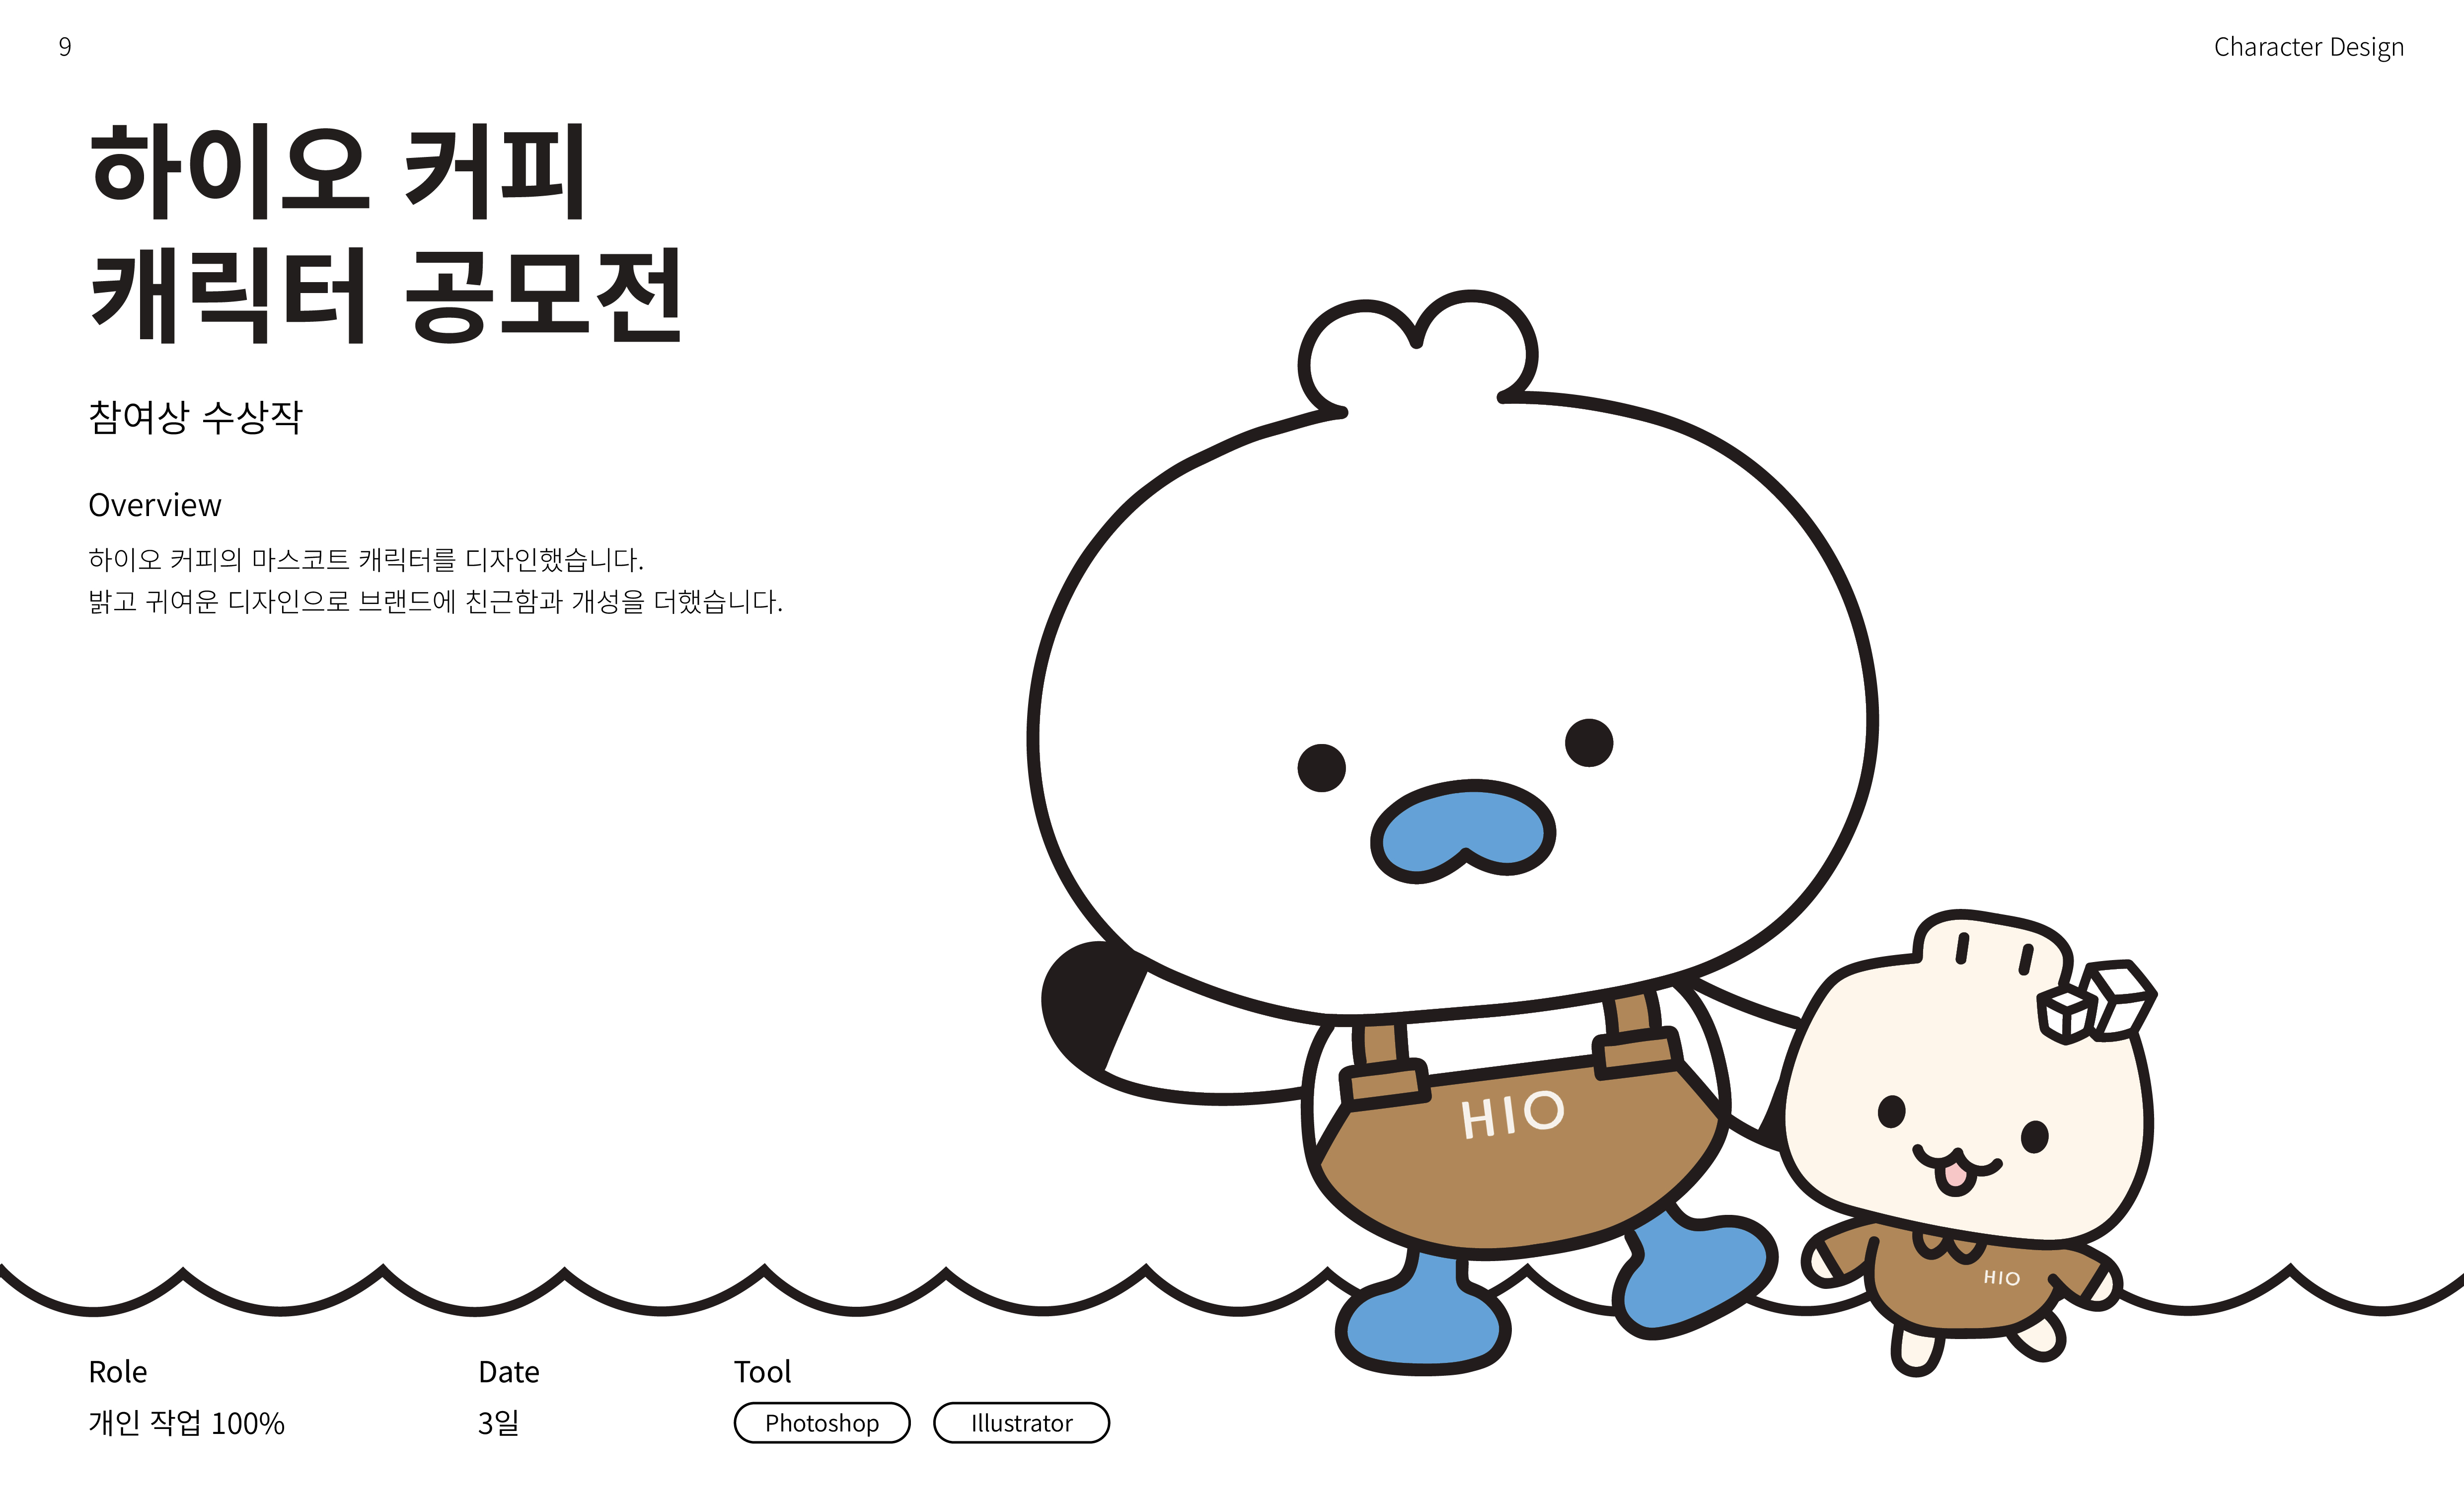 9
Character Design
하이오 커피
캐릭터 공모전
참여상 수상작
Overview
하이오 커피의 마스코트 캐릭터를 디자인했습니다.
밝고 귀여운 디자인으로 브랜드에 친근함과 개성을 더했습니다.
HIO
HIO
Role
개인 작업 100%
Date
3일
Tool
Photoshop
Illustrator